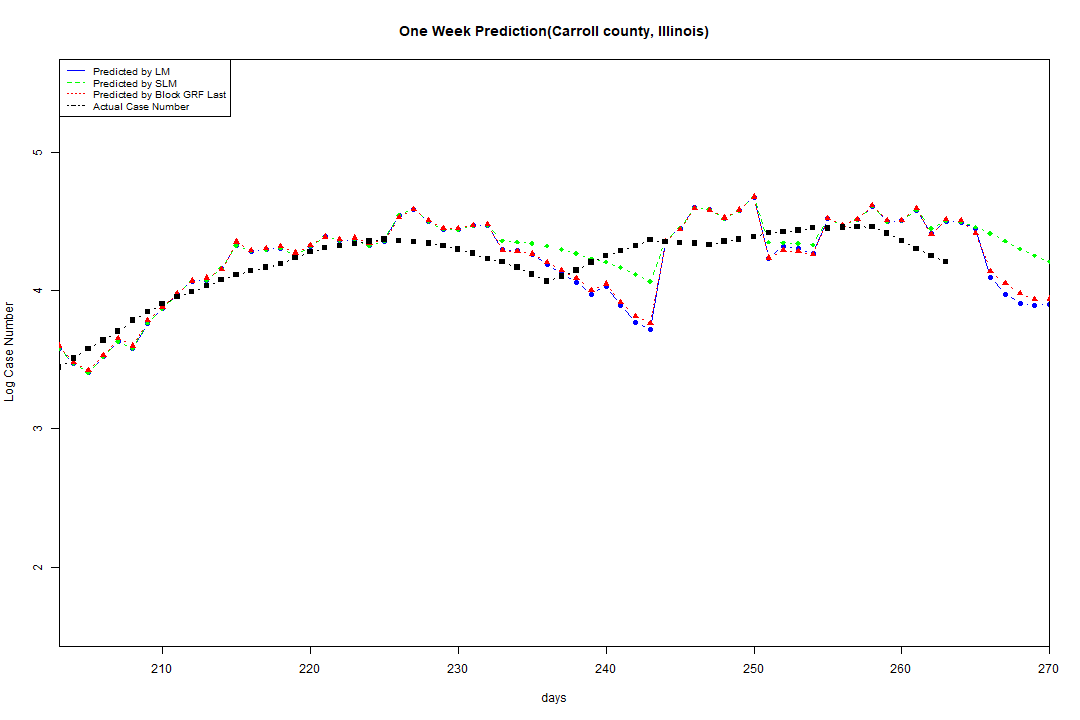 One Week Prediction(Carroll county, Illinois)
Predicted by LM
Predicted by SLM
Predicted by Block GRF Last
Actual Case Number
5
4
3
2
Log Case Number
210 220 230 240 250 260 270
days